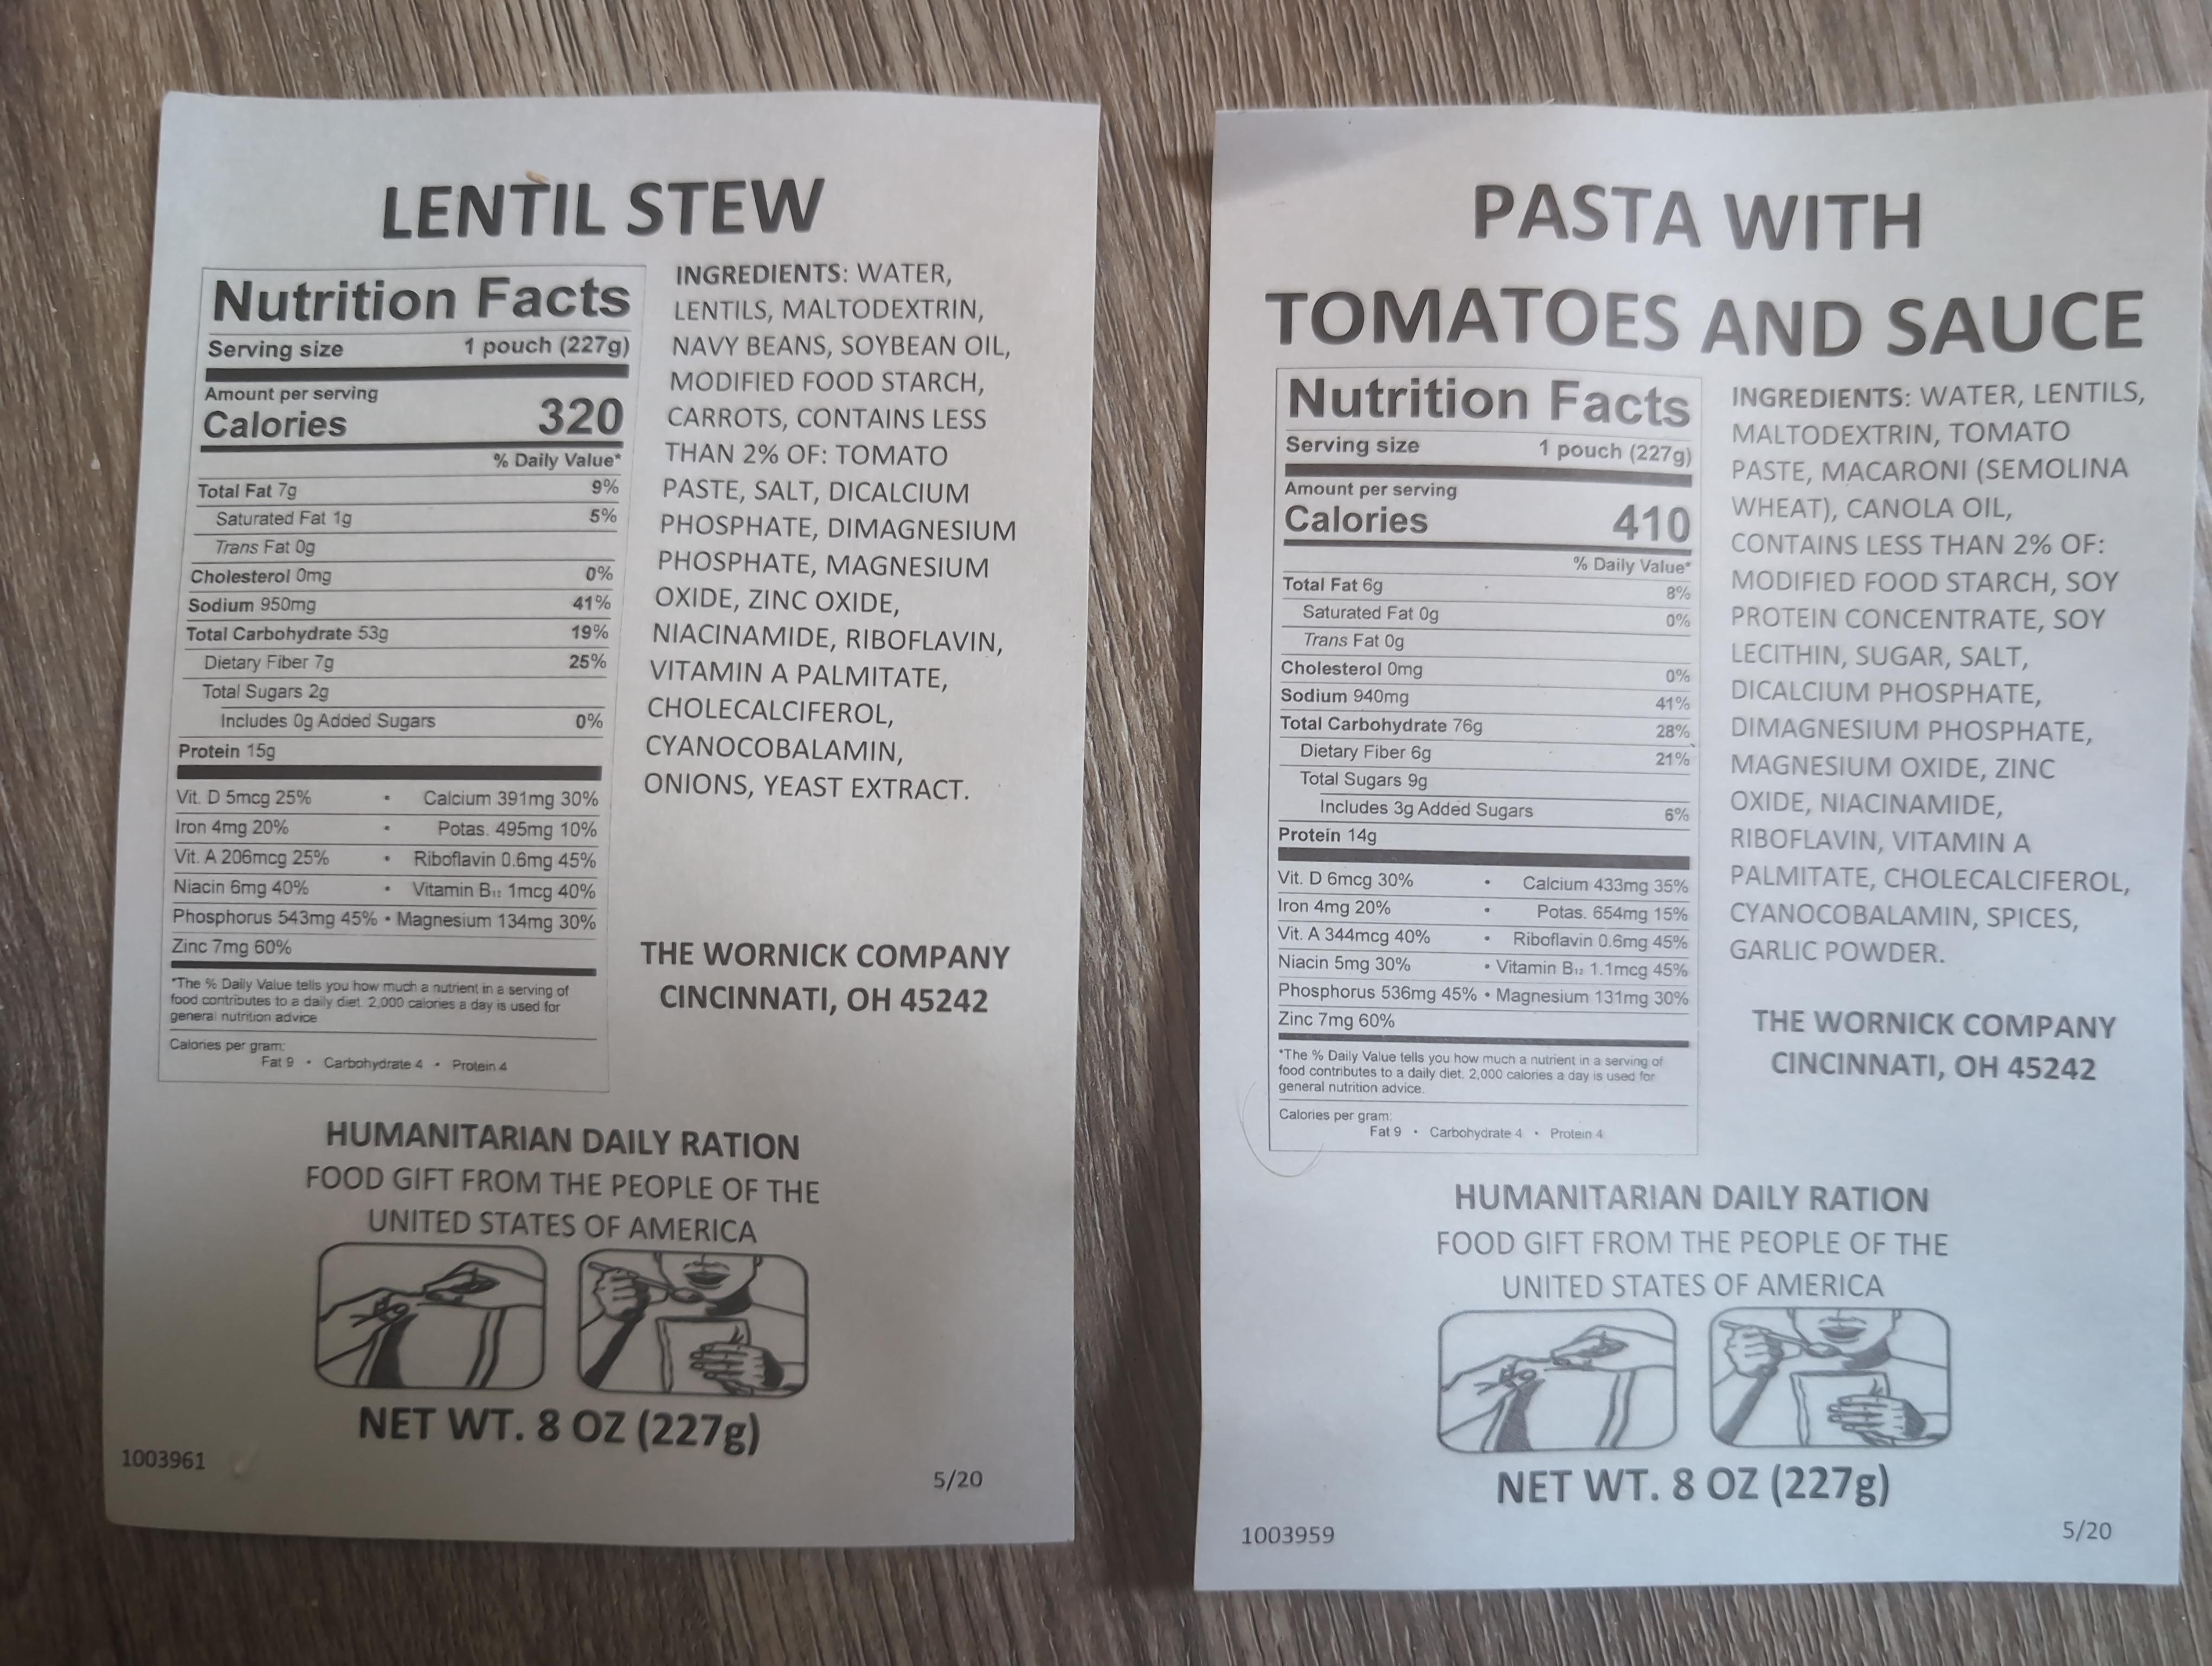 LENTIL STEW
Nutrition Facts
Serving size 1 pouch (227g)
Amount per serving
Calories 320
% Daily Value*
Total Fat 7g 9%
Saturated Fat 1g 5%
Trans Fat 0g
Cholesterol 0mg 0%
Sodium 950mg 41%
Total Carbohydrate 53g 19%
Dietary Fiber 7g 25%
Total Sugars 2g
Includes 0g Added Sugars 0%
Protein 15g
Vit. D 5mcg 25% • Calcium 391mg 30%
Iron 4mg 20% • Potas. 495mg 10%
Vit. A 206mcg 25% • Riboflavin 0.6mg 45%
Niacin 6mg 40% • Vitamin B₁₂ 1mcg 40%
Phosphorus 543mg 45% • Magnesium 134mg 30%
Zinc 7mg 60%
*The % Daily Value tells you how much a nutrient in a serving of
food contributes to a daily diet. 2,000 calories a day is used for
general nutrition advice
Calories per gram:
Fat 9 • Carbohydrate 4 • Protein 4
INGREDIENTS: WATER,
LENTILS, MALTODEXTRIN,
NAVY BEANS, SOYBEAN OIL,
MODIFIED FOOD STARCH,
CARROTS, CONTAINS LESS
THAN 2% OF: TOMATO
PASTE, SALT, DICALCIUM
PHOSPHATE, DIMAGNESIUM
PHOSPHATE, MAGNESIUM
OXIDE, ZINC OXIDE,
NIACINAMIDE, RIBOFLAVIN,
VITAMIN A PALMITATE,
CHOLECALCIFEROL,
CYANOCOBALAMIN,
ONIONS, YEAST EXTRACT.
THE WORNICK COMPANY
CINCINNATI, OH 45242
HUMANITARIAN DAILY RATION
FOOD GIFT FROM THE PEOPLE OF THE
UNITED STATES OF AMERICA
NET WT. 8 OZ (227g)
1003961
5/20
PASTA WITH
TOMATOES AND SAUCE
Nutrition Facts
Serving size 1 pouch (227g)
Amount per serving
Calories 410
% Daily Value*
Total Fat 6g 8%
Saturated Fat 0g 0%
Trans Fat 0g
Cholesterol 0mg 0%
Sodium 940mg 41%
Total Carbohydrate 76g 28%
Dietary Fiber 6g 21%
Total Sugars 9g
Includes 3g Added Sugars 6%
Protein 14g
Vit. D 6mcg 30% • Calcium 433mg 35%
Iron 4mg 20% • Potas. 654mg 15%
Vit. A 344mcg 40% • Riboflavin 0.6mg 45%
Niacin 5mg 30% • Vitamin B₁₂ 1.1mcg 45%
Phosphorus 536mg 45% • Magnesium 131mg 30%
Zinc 7mg 60%
*The % Daily Value tells you how much a nutrient in a serving of
food contributes to a daily diet. 2,000 calories a day is used for
general nutrition advice.
Calories per gram:
Fat 9 • Carbohydrate 4 • Protein 4
INGREDIENTS: WATER, LENTILS,
MALTODEXTRIN, TOMATO
PASTE, MACARONI (SEMOLINA
WHEAT), CANOLA OIL,
CONTAINS LESS THAN 2% OF:
MODIFIED FOOD STARCH, SOY
PROTEIN CONCENTRATE, SOY
LECITHIN, SUGAR, SALT,
DICALCIUM PHOSPHATE,
DIMAGNESIUM PHOSPHATE,
MAGNESIUM OXIDE, ZINC
OXIDE, NIACINAMIDE,
RIBOFLAVIN, VITAMIN A
PALMITATE, CHOLECALCIFEROL,
CYANOCOBALAMIN, SPICES,
GARLIC POWDER.
THE WORNICK COMPANY
CINCINNATI, OH 45242
HUMANITARIAN DAILY RATION
FOOD GIFT FROM THE PEOPLE OF THE
UNITED STATES OF AMERICA
NET WT. 8 OZ (227g)
1003959
5/20